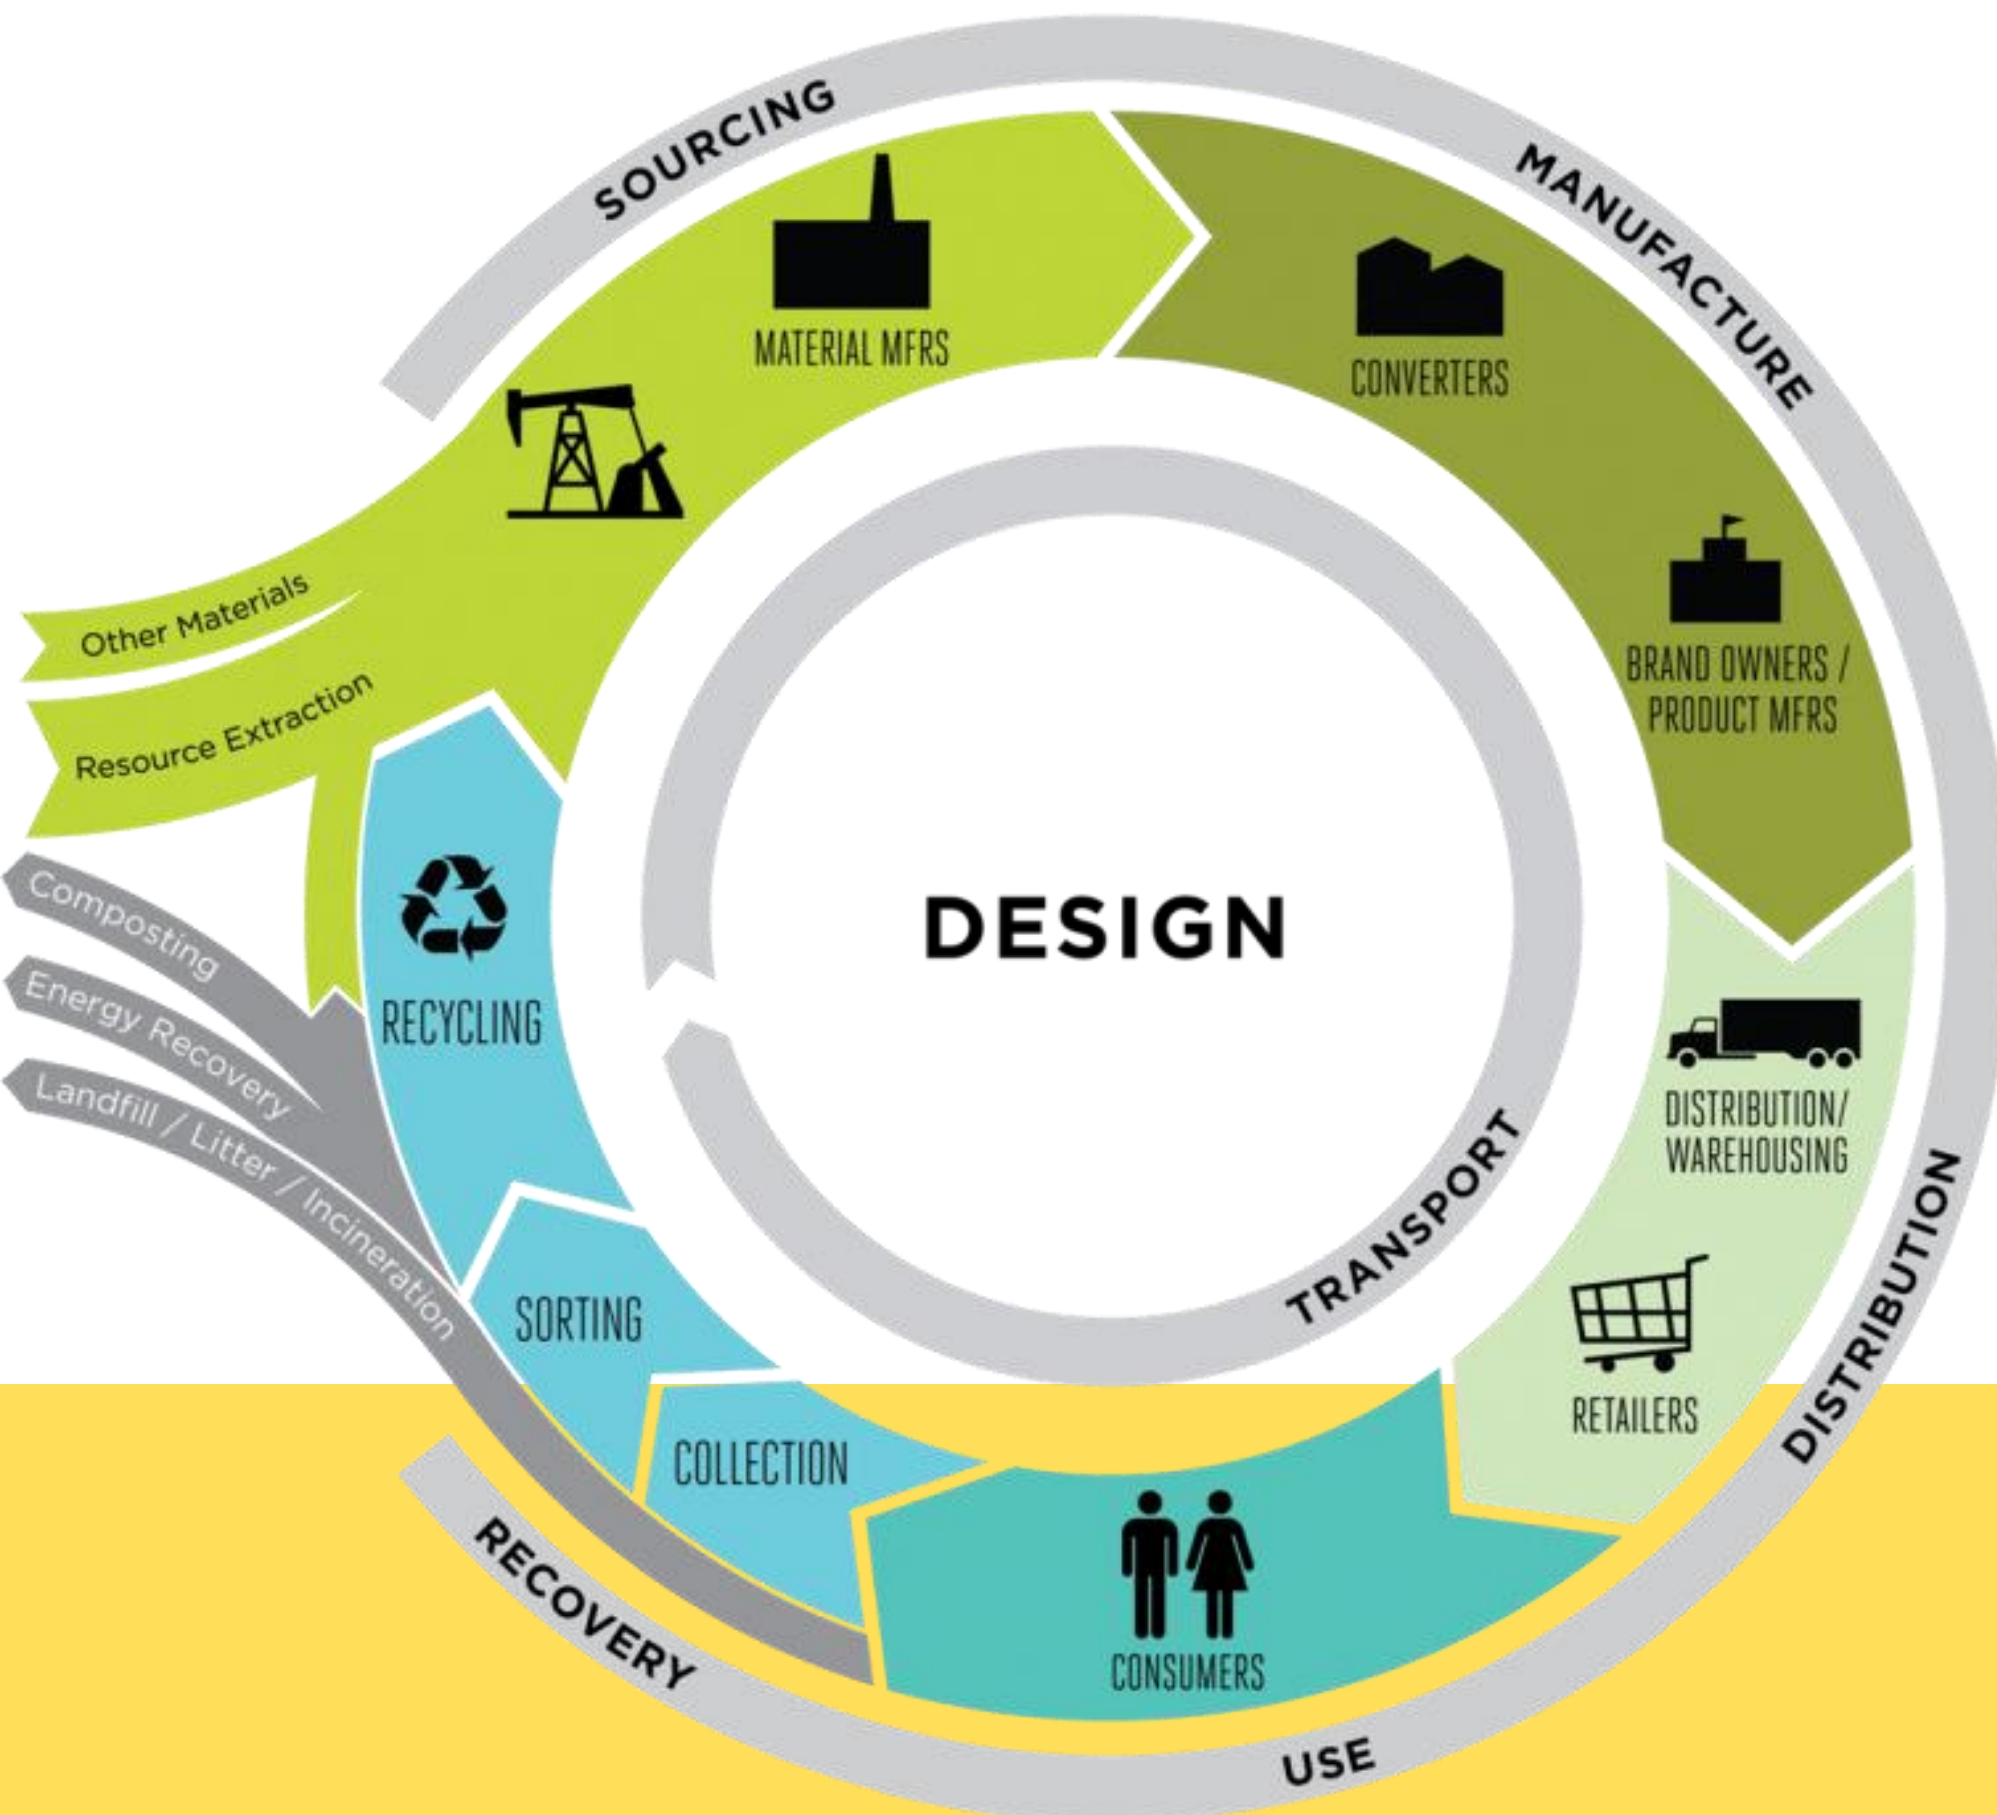 SOURCING
MANUFACTURE
MATERIAL MFRS
CONVERTERS
BRAND OWNERS /
PRODUCT MFRS
Other Materials
Resource Extraction
Composting
Energy Recovery
Landfill / Litter / Incineration
RECYCLING
DESIGN
TRANSPORT
DISTRIBUTION/
WAREHOUSING
DISTRIBUTION
RETAILERS
SORTING
COLLECTION
CONSUMERS
RECOVERY
USE